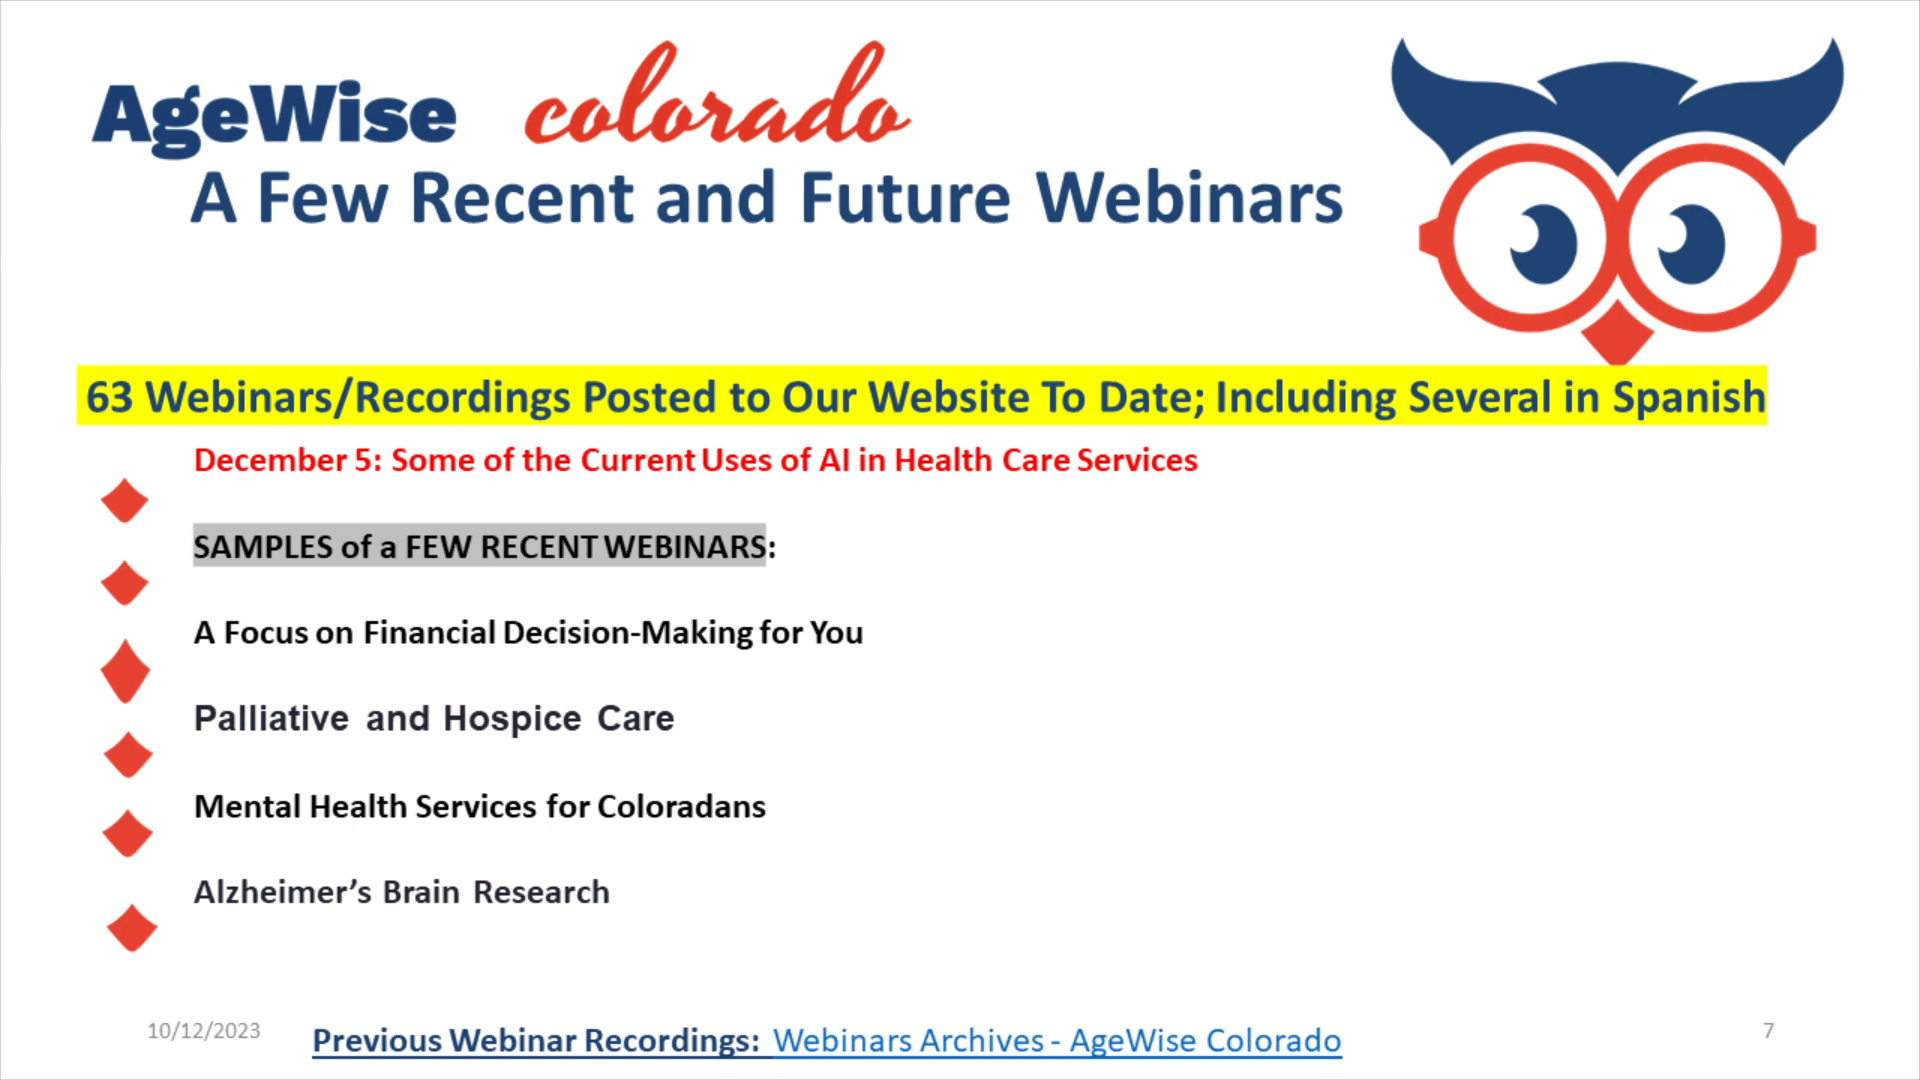 AgeWise colorado
A Few Recent and Future Webinars
63 Webinars/Recordings Posted to Our Website To Date; Including Several in Spanish
December 5: Some of the Current Uses of AI in Health Care Services
SAMPLES of a FEW RECENT WEBINARS:
A Focus on Financial Decision-Making for You
Palliative and Hospice Care
Mental Health Services for Coloradans
Alzheimer’s Brain Research
10/12/2023
Previous Webinar Recordings: Webinars Archives - AgeWise Colorado
7